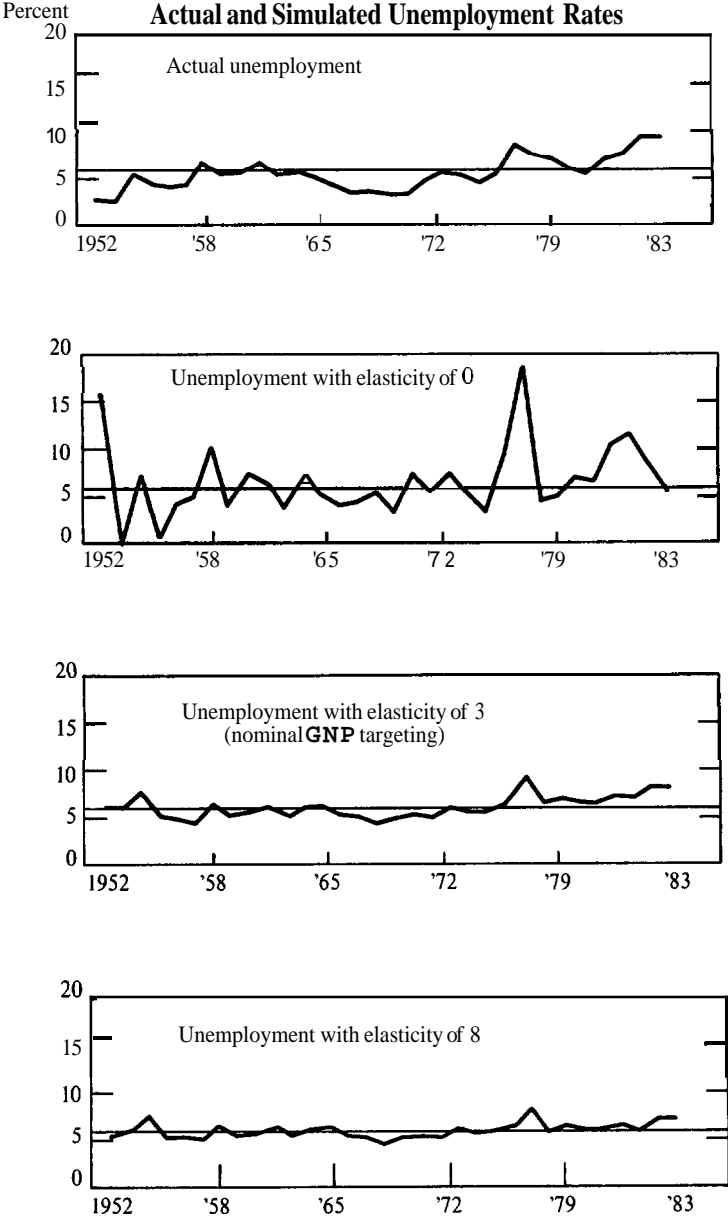 Percent
Actual and Simulated Unemployment Rates
20
Actual unemployment
15
10
5
0
1952 '58 '65 '72 '79 '83
20
Unemployment with elasticity of 0
15
10
5
0
1952 '58 '65 '72 '79 '83
20
Unemployment with elasticity of 3
(nominal GNP targeting)
15
10
5
0
1952 '58 '65 '72 '79 '83
20
Unemployment with elasticity of 8
15
10
5
0
1952 '58 '65 '72 '79 '83